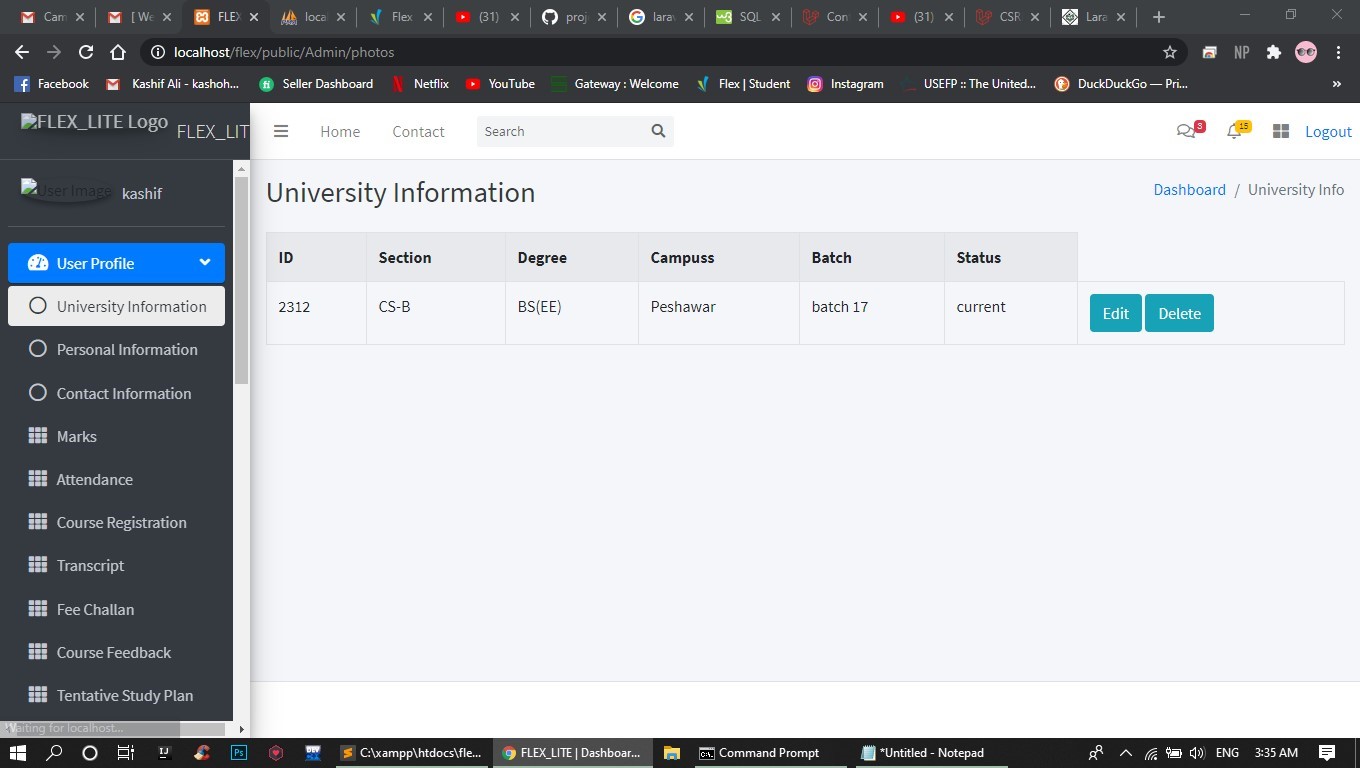 Cam
[ We
FLEX
local
Flex
(31)
proj
larav
SQL
Con
(31)
CSR
Lara
localhost/flex/public/Admin/photos
NP
Facebook
Kashif Ali - kashoh...
Seller Dashboard
Netflix
YouTube
Gateway : Welcome
Flex | Student
Instagram
USEFP :: The United...
DuckDuckGo — Pri...
»
FLEX_LITE Logo
FLEX_LIT
Home
Contact
Search
3
15
Logout
User Image
kashif
University Information
Dashboard / University Info
User Profile
University Information
Personal Information
Contact Information
Marks
Attendance
Course Registration
Transcript
Fee Challan
Course Feedback
Tentative Study Plan
ID Section Degree Campuss Batch Status
2312 CS-B BS(EE) Peshawar batch 17 current Edit Delete
Waiting for localhost...
C:\xampp\htdocs\fle...
FLEX_LITE | Dashboar...
Command Prompt
*Untitled - Notepad
ENG
3:35 AM